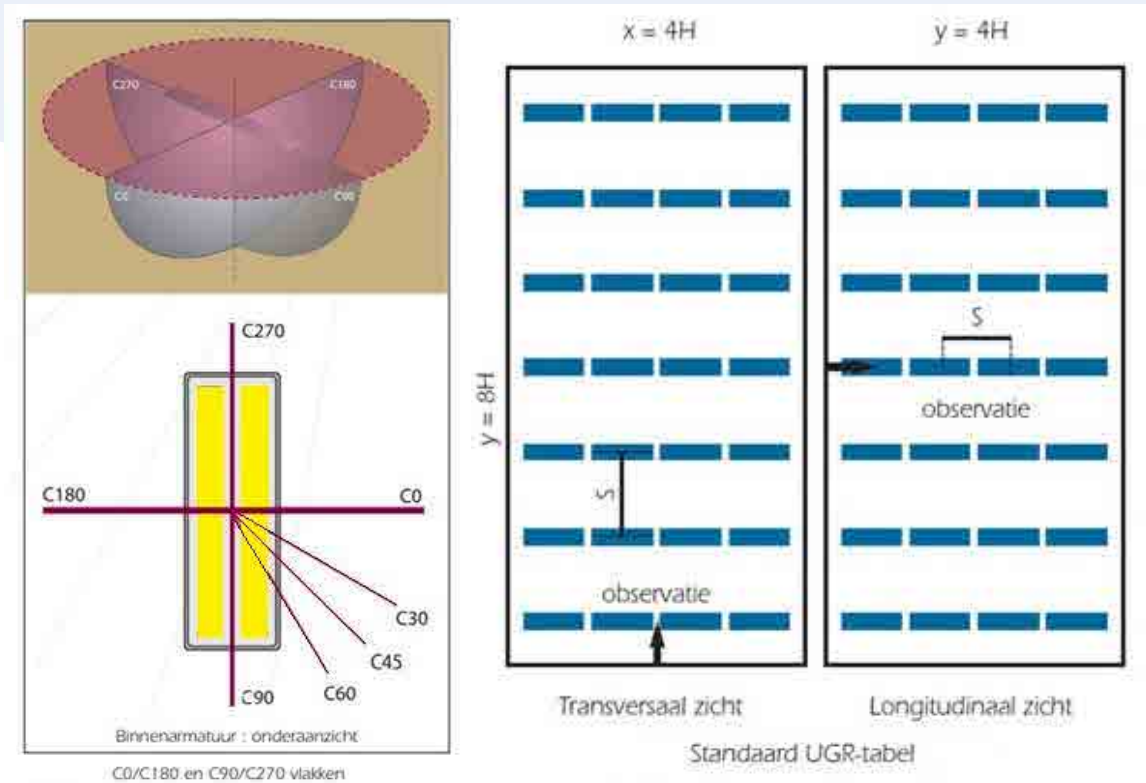 C270
C180
C0
C90
C270
C180
C0
C30
C45
C60
C90
Binnenarmatuur : onderaanzicht
C0/C180 en C90/C270 vlakken
x = 4H
y = 4H
y = 8H
S
observatie
S
observatie
Transversaal zicht
Longitudinaal zicht
Standaard UGR-tabel